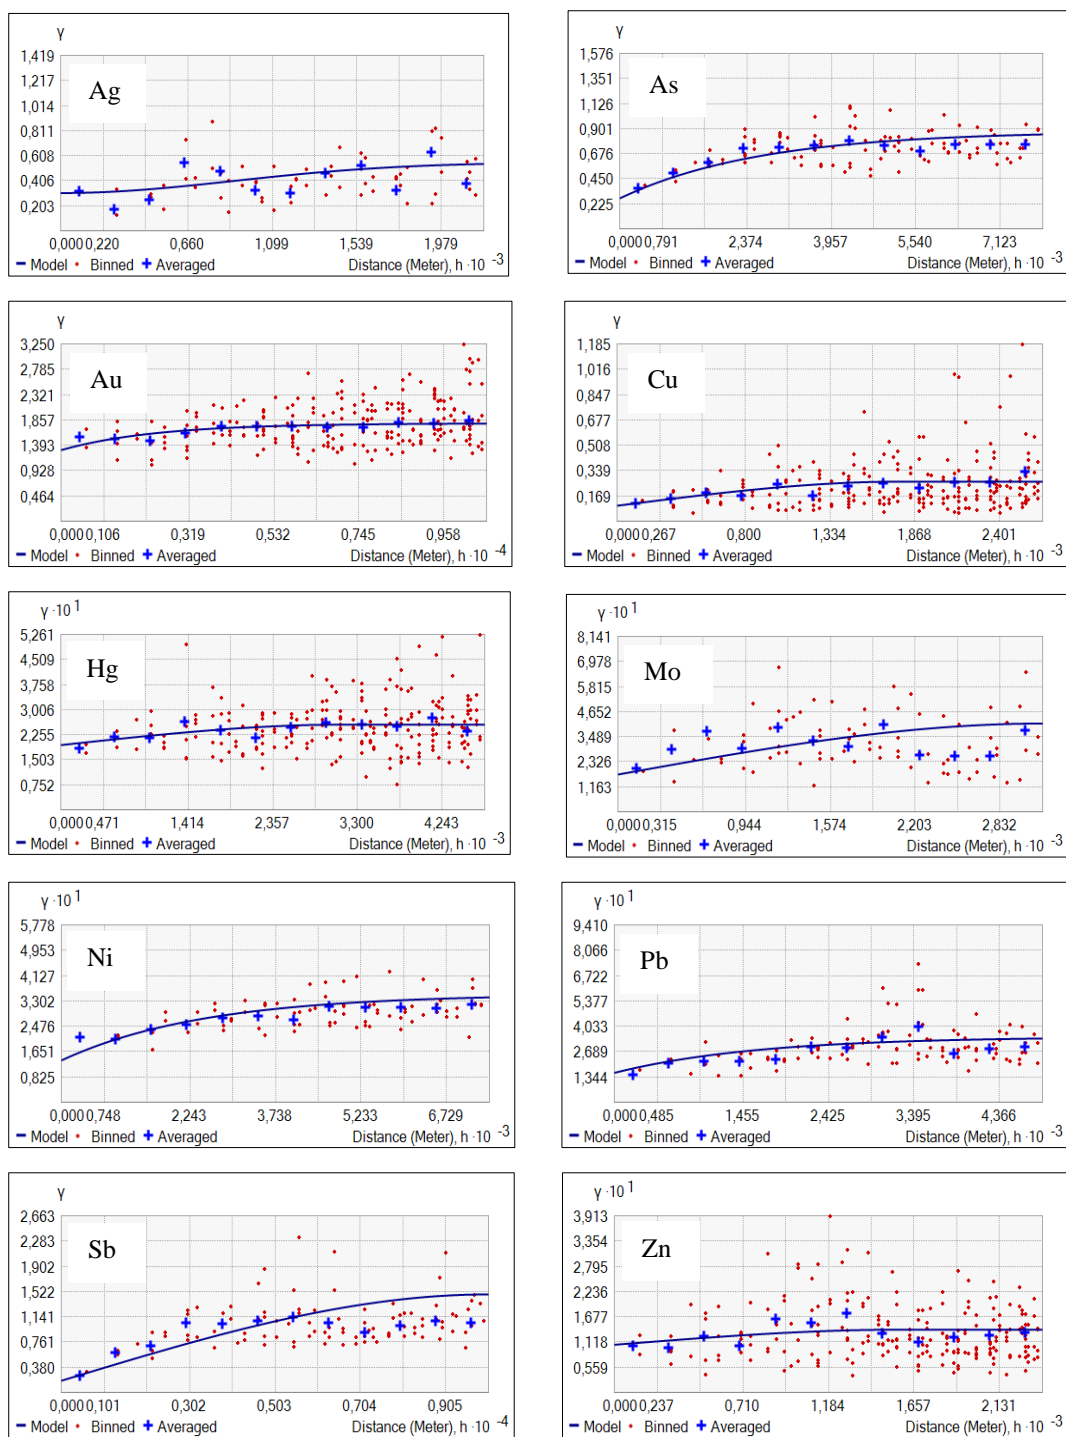 γ
1,419
1,217
1,014
0,811
0,608
0,406
0,203
Ag
0,000 0,220 0,660 1,099 1,539 1,979
Model Binned Averaged Distance (Meter), h ·10 -3
γ
1,576
1,351
1,126
0,901
0,676
0,450
0,225
As
0,000 0,791 2,374 3,957 5,540 7,123
Model Binned Averaged Distance (Meter), h ·10 -3
γ
3,250
2,785
2,321
1,857
1,393
0,928
0,464
Au
0,000 0,106 0,319 0,532 0,745 0,958
Model Binned Averaged Distance (Meter), h ·10 -4
γ
1,185
1,016
0,847
0,677
0,508
0,339
0,169
Cu
0,000 0,267 0,800 1,334 1,868 2,401
Model Binned Averaged Distance (Meter), h ·10 -3
γ ·10 1
5,261
4,509
3,758
3,006
2,255
1,503
0,752
Hg
0,000 0,471 1,414 2,357 3,300 4,243
Model Binned Averaged Distance (Meter), h ·10 -3
γ ·10 1
8,141
6,978
5,815
4,652
3,489
2,326
1,163
Mo
0,000 0,315 0,944 1,574 2,203 2,832
Model Binned Averaged Distance (Meter), h ·10 -3
γ ·10 1
5,778
4,953
4,127
3,302
2,476
1,651
0,825
Ni
0,000 0,748 2,243 3,738 5,233 6,729
Model Binned Averaged Distance (Meter), h ·10 -3
γ ·10 1
9,410
8,066
6,722
5,377
4,033
2,689
1,344
Pb
0,000 0,485 1,455 2,425 3,395 4,366
Model Binned Averaged Distance (Meter), h ·10 -3
γ
2,663
2,283
1,902
1,522
1,141
0,761
0,380
Sb
0,000 0,101 0,302 0,503 0,704 0,905
Model Binned Averaged Distance (Meter), h ·10 -4
γ ·10 1
3,913
3,354
2,795
2,236
1,677
1,118
0,559
Zn
0,000 0,237 0,710 1,184 1,657 2,131
Model Binned Averaged Distance (Meter), h ·10 -3